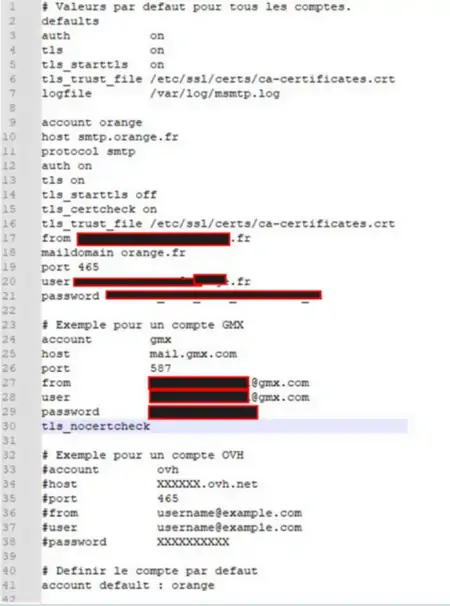 1 # Valeurs par defaut pour tous les comptes.
2 defaults
3 auth on
4 tls on
5 tls_starttls on
6 tls_trust_file /etc/ssl/certs/ca-certificates.crt
7 logfile /var/log/msmtp.log
8
9 account orange
10 host smtp.orange.fr
11 protocol smtp
12 auth on
13 tls on
14 tls_starttls off
15 tls_certcheck on
16 tls_trust_file /etc/ssl/certs/ca-certificates.crt
17 from .fr
18 maildomain orange.fr
19 port 465
20 user .fr
21 password
22
23 # Exemple pour un compte GMX
24 account gmx
25 host mail.gmx.com
26 port 587
27 from @gmx.com
28 user @gmx.com
29 password
30 tls_nocertcheck
31
32 # Exemple pour un compte OVH
33 #account ovh
34 #host XXXXXX.ovh.net
35 #port 465
36 #from username@example.com
37 #user username@example.com
38 #password XXXXXXXXXX
39
40 # Definir le compte par defaut
41 account default : orange
42